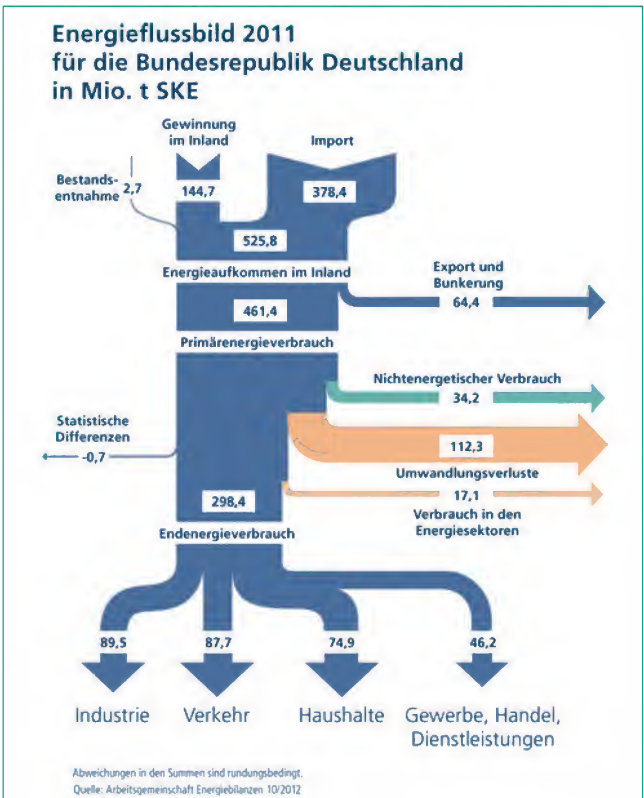 Energieflussbild 2011
für die Bundesrepublik Deutschland
in Mio. t SKE
Gewinnung
im Inland
Import
Bestands-
entnahme
2,7
144,7
378,4
525,8
Energieaufkommen im Inland
Export und
Bunkerung
64,4
461,4
Primärenergieverbrauch
Nichtenergetischer Verbrauch
34,2
Statistische
Differenzen
-0,7
112,3
Umwandlungsverluste
17,1
Verbrauch in den
Energiesektoren
298,4
Endenergieverbrauch
89,5
87,7
74,9
46,2
Industrie
Verkehr
Haushalte
Gewerbe, Handel,
Dienstleistungen
Abweichungen in den Summen sind rundungsbedingt.
Quelle: Arbeitsgemeinschaft Energiebilanzen 10/2012